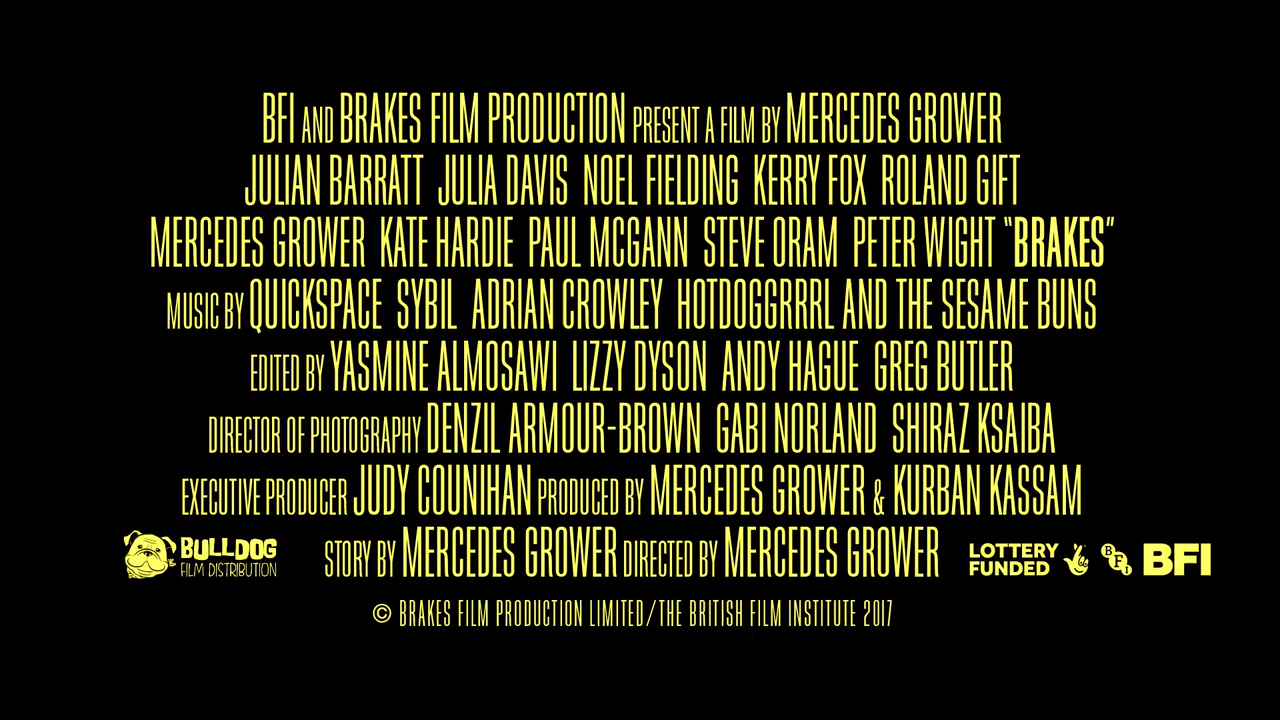 BFI AND BRAKES FILM PRODUCTION PRESENT A FILM BY MERCEDES GROWER
JULIAN BARRATT JULIA DAVIS NOEL FIELDING KERRY FOX ROLAND GIFT
MERCEDES GROWER KATE HARDIE PAUL MCGANN STEVE ORAM PETER WIGHT “BRAKES”
MUSIC BY QUICKSPACE SYBIL ADRIAN CROWLEY HOTDOGGRRRL AND THE SESAME BUNS
EDITED BY YASMINE ALMOSAWI LIZZY DYSON ANDY HAGUE GREG BUTLER
DIRECTOR OF PHOTOGRAPHY DENZIL ARMOUR-BROWN GABI NORLAND SHIRAZ KSAIBA
EXECUTIVE PRODUCER JUDY COUNIHAN PRODUCED BY MERCEDES GROWER & KURBAN KASSAM
BULLDOG
FILM DISTRIBUTION
STORY BY MERCEDES GROWER DIRECTED BY MERCEDES GROWER
LOTTERY
FUNDED
BFI BFI
© BRAKES FILM PRODUCTION LIMITED/THE BRITISH FILM INSTITUTE 2017